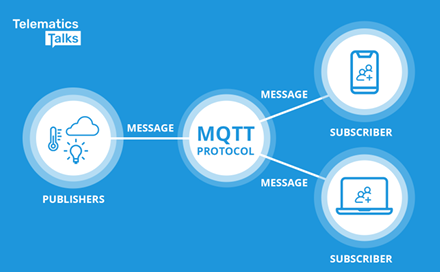 Telematics
Talks
MESSAGE
SUBSCRIBER
MESSAGE
MQTT
PROTOCOL
PUBLISHERS
MESSAGE
SUBSCRIBER